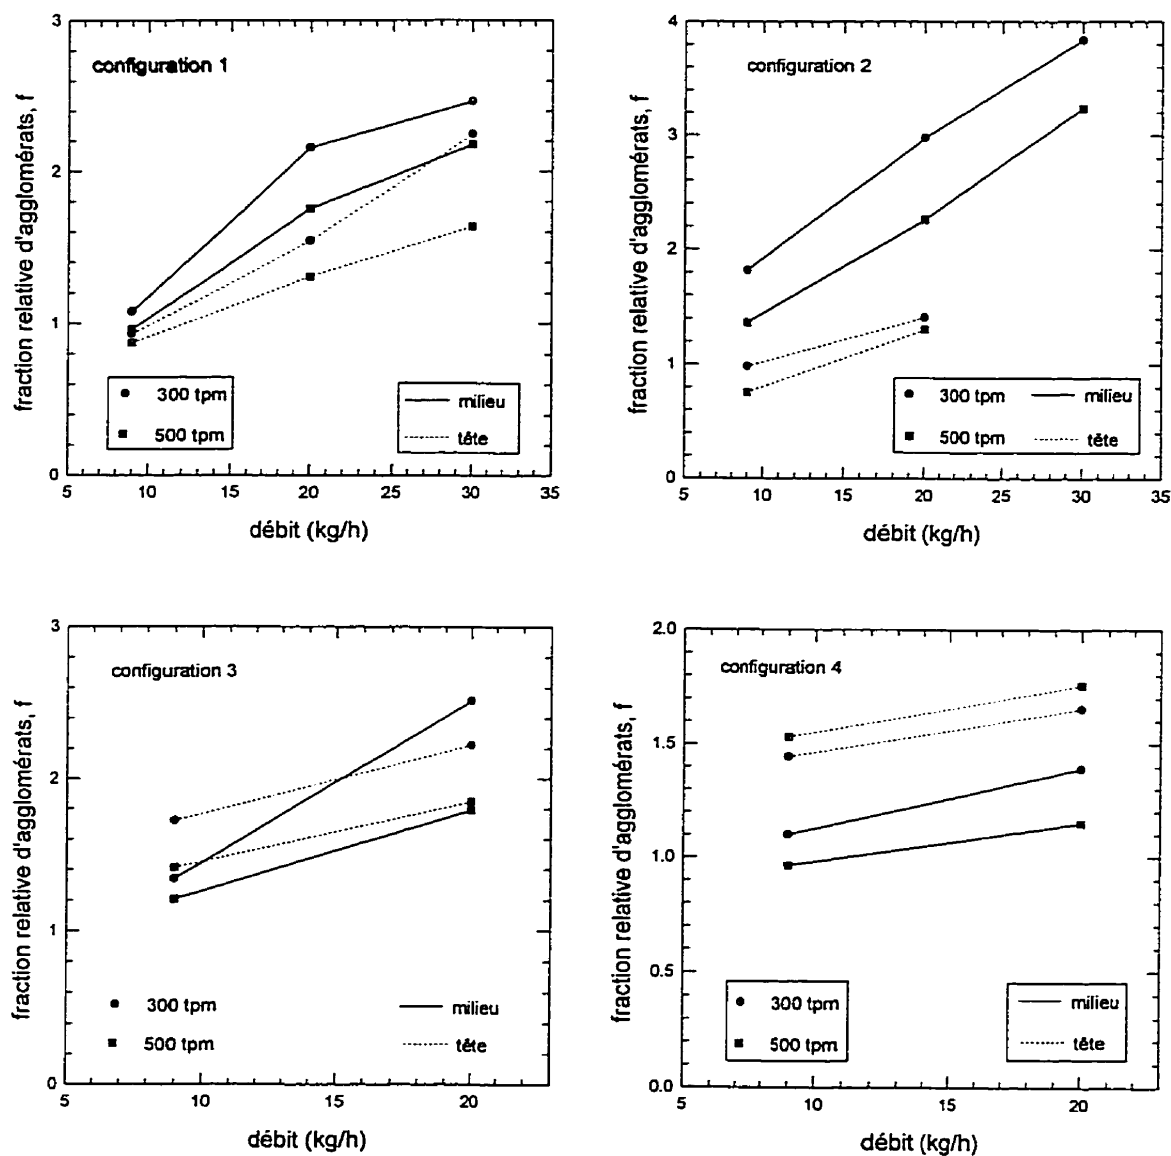 configuration 1
fraction relative d'agglomérats, f
3
2
1
0
300 tpm
500 tpm
milieu
tête
5
10
15
20
25
30
35
débit (kg/h)
configuration 2
fraction relative d'agglomérats, f
4
3
2
1
0
300 tpm
milieu
500 tpm
tête
5
10
15
20
25
30
35
débit (kg/h)
configuration 3
fraction relative d'agglomérats, f
3
2
1
0
300 tpm
milieu
500 tpm
tête
5
10
15
20
débit (kg/h)
configuration 4
fraction relative d'agglomérats, f
2.0
1.5
1.0
0.5
0.0
300 tpm
milieu
500 tpm
tête
5
10
15
20
débit (kg/h)